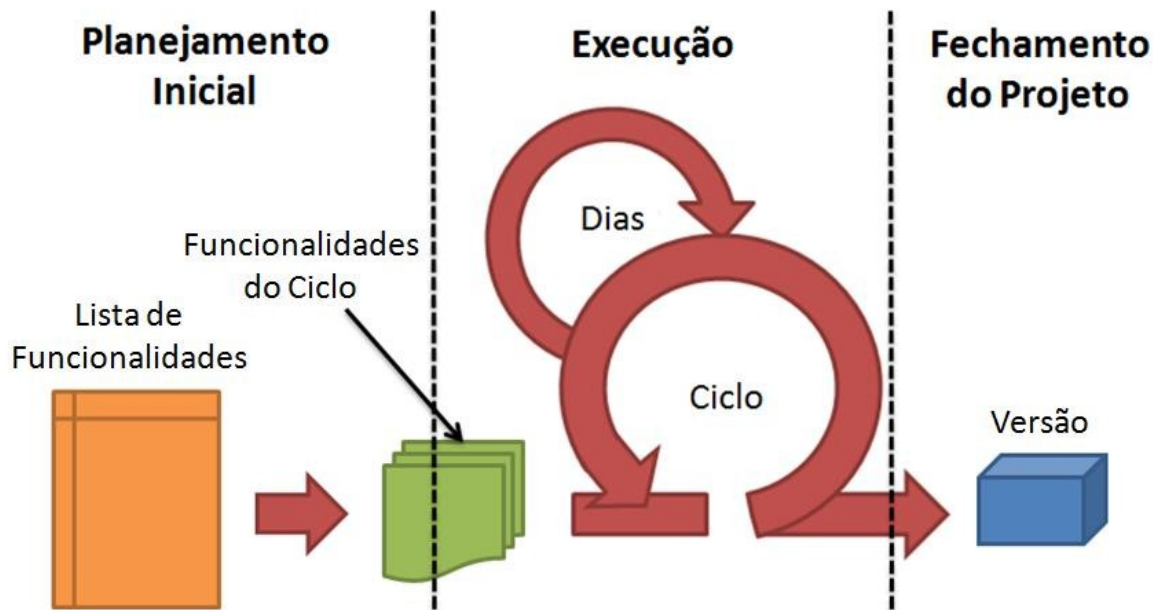 Planejamento
Inicial
Execução
Fechamento
do Projeto
Dias
Funcionalidades
do Ciclo
Lista de
Funcionalidades
Ciclo
Versão